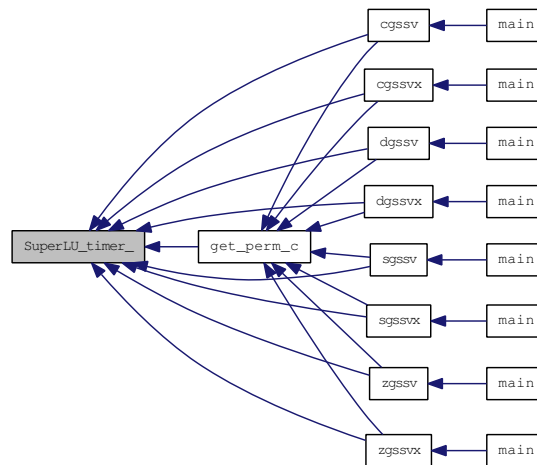 cgssv main
cgssvx main
dgssv main
dgssvx main
SuperLU_timer_ get_perm_c
sgssv main
sgssvx main
zgssv main
zgssvx main